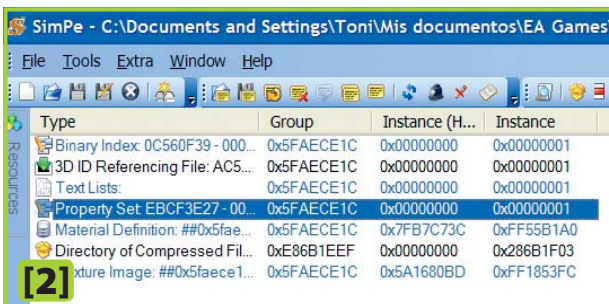 SimPe - C:\Documents and Settings\Toni\Mis documentos\EA Games
File Tools Extra Window Help
Resources
Type Group Instance (H... Instance
Binary Index: 0C560F39 - 000... 0x5FAECE1C 0x00000000 0x00000001
3D ID Referencing File: AC5... 0x5FAECE1C 0x00000000 0x00000001
Text Lists: 0x5FAECE1C 0x00000000 0x00000001
Property Set: EBCF3E27 - 00... 0x5FAECE1C 0x00000000 0x00000001
Material Definition: ##0x5fae... 0x5FAECE1C 0x7FB7C73C 0xFF55B1A0
Directory of Compressed Fil... 0xE86B1EEF 0x00000000 0x286B1F03
xture Image: ##0x5faece1... 0x5FAECE1C 0x5A1680BD 0xFF1853FC
[2]